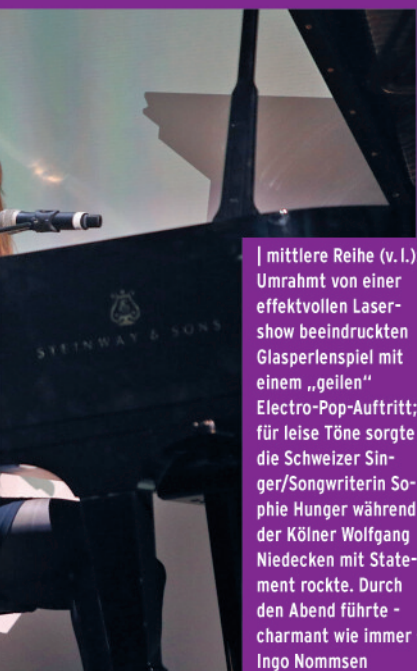 STEINWAY & SONS
| mittlere Reihe (v. l.)
Umrahmt von einer
effektvollen Laser-
show beeindruckten
Glasperlenspiel mit
einem „geilen“
Electro-Pop-Auftritt;
für leise Töne sorgte
die Schweizer Sin-
ger/Songwriterin So-
phie Hunger während
der Kölner Wolfgang
Niedecken mit State-
ment rockte. Durch
den Abend führte -
charmant wie immer
Ingo Nommsen